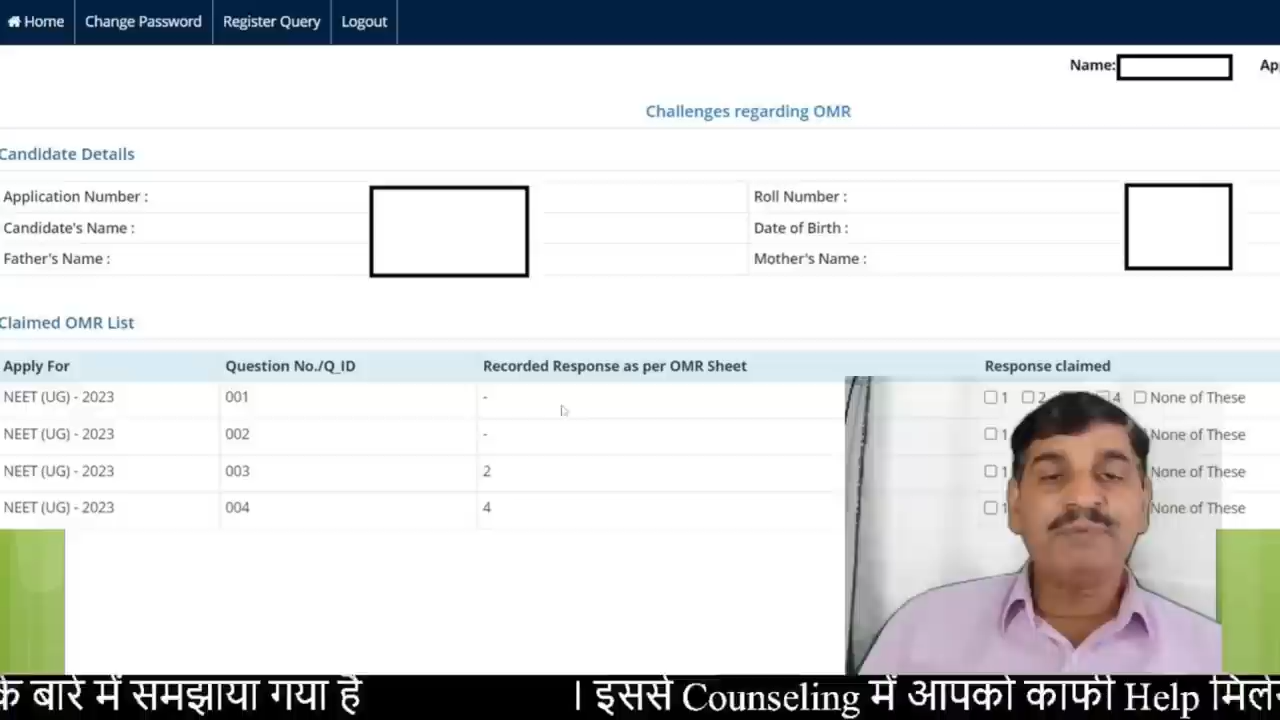 Home Change Password Register Query Logout
Name:
Challenges regarding OMR
Candidate Details
Application Number : Roll Number :
Candidate's Name : Date of Birth :
Father's Name : Mother's Name :
Claimed OMR List
Apply For Question No./Q_ID Recorded Response as per OMR Sheet Response claimed
NEET (UG) - 2023 001 - 1 2 4 None of These
NEET (UG) - 2023 002 - 1 None of These
NEET (UG) - 2023 003 2 1 None of These
NEET (UG) - 2023 004 4 1 None of These
के बारे में समझाया गया है । इससे Counseling में आपको काफी Help